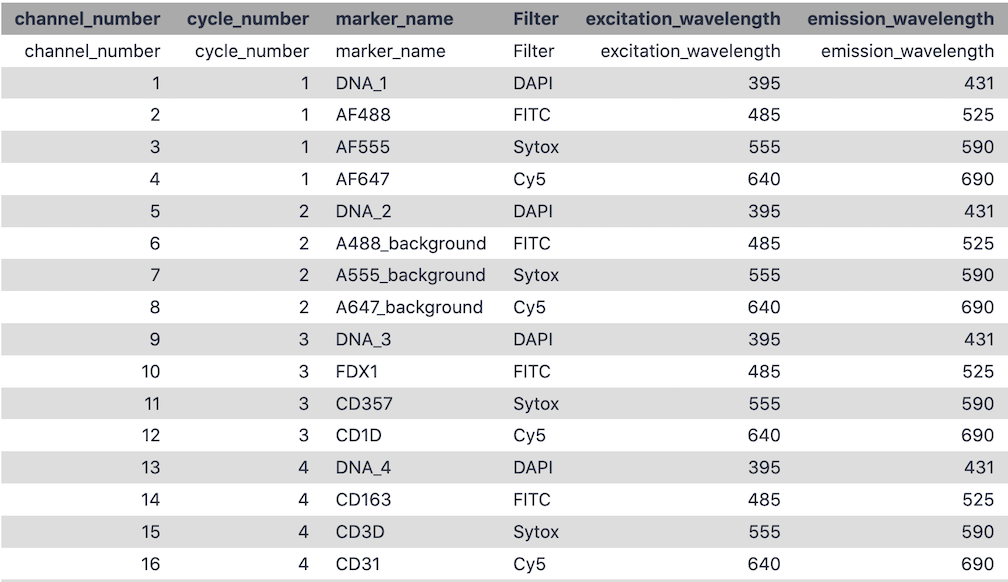 channel_number cycle_number marker_name Filter excitation_wavelength emission_wavelength
channel_number cycle_number marker_name Filter excitation_wavelength emission_wavelength
1 1 DNA_1 DAPI 395 431
2 1 AF488 FITC 485 525
3 1 AF555 Sytox 555 590
4 1 AF647 Cy5 640 690
5 2 DNA_2 DAPI 395 431
6 2 A488_background FITC 485 525
7 2 A555_background Sytox 555 590
8 2 A647_background Cy5 640 690
9 3 DNA_3 DAPI 395 431
10 3 FDX1 FITC 485 525
11 3 CD357 Sytox 555 590
12 3 CD1D Cy5 640 690
13 4 DNA_4 DAPI 395 431
14 4 CD163 FITC 485 525
15 4 CD3D Sytox 555 590
16 4 CD31 Cy5 640 690